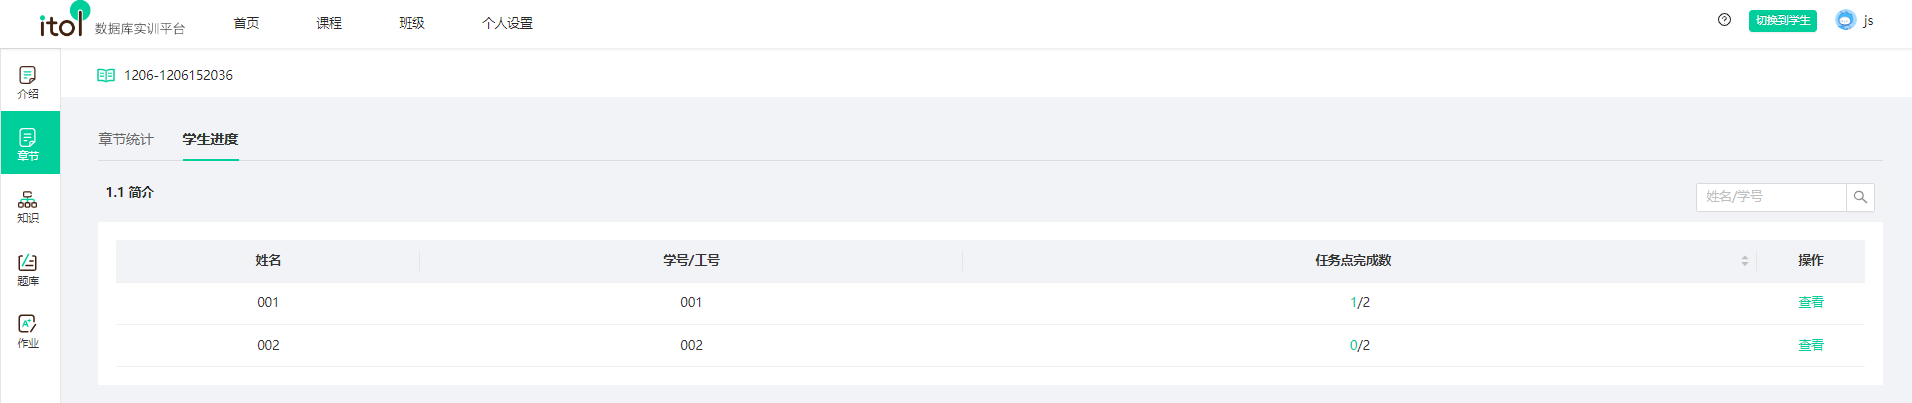 itol 数据库实训平台 首页 课程 班级 个人设置 切换到学生 js
1206-1206152036
介绍
章节
知识
题库
作业
章节统计 学生进度
1.1 简介 姓名/学号
姓名 学号/工号 任务点完成数 操作
001 001 1/2 查看
002 002 0/2 查看